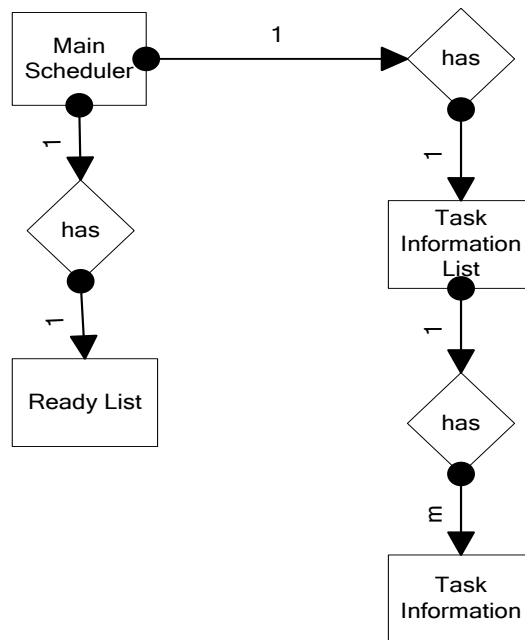 Main
Scheduler
1
has
1
1
has
Task
Information
List
1
1
Ready List
has
m
Task
Information